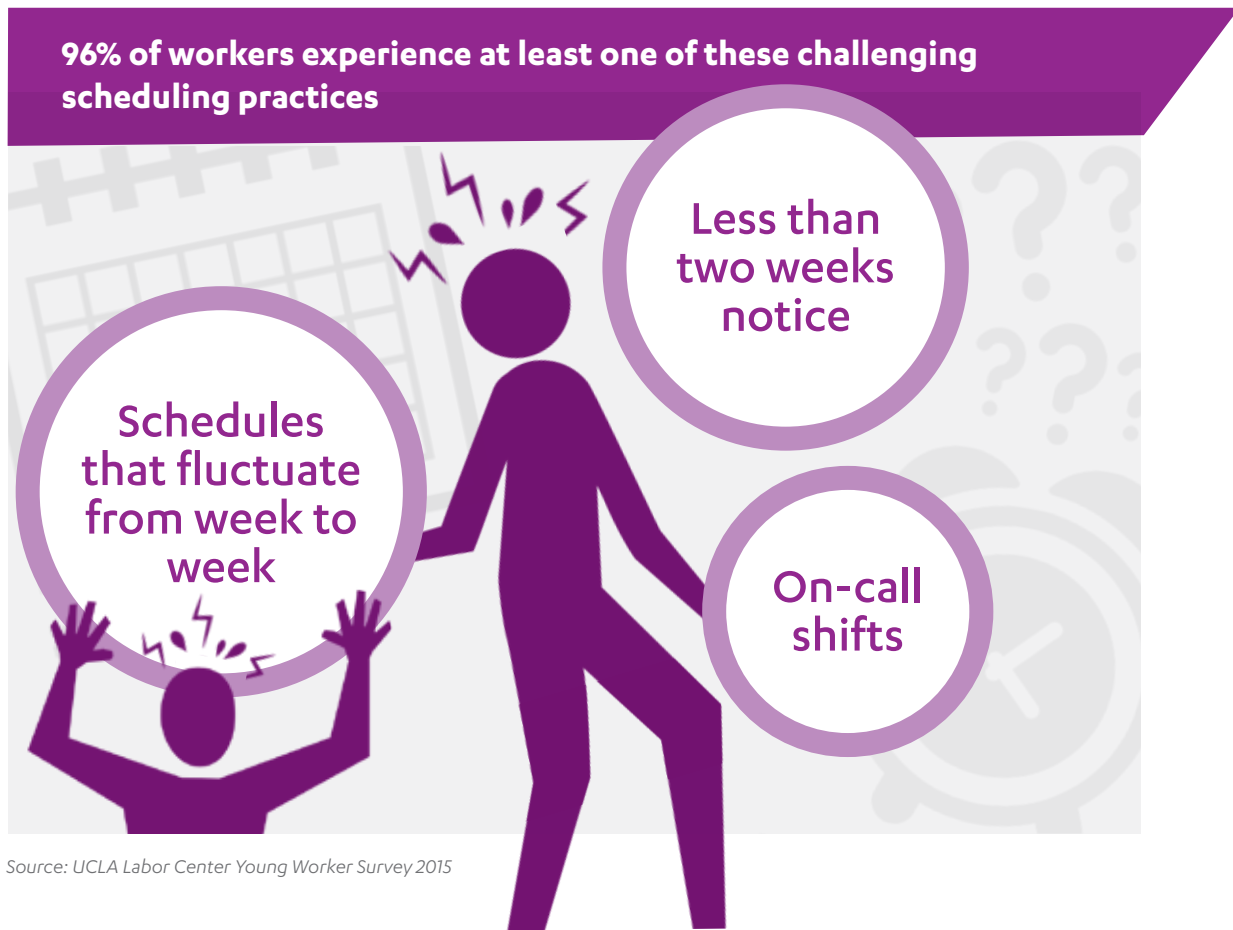 96% of workers experience at least one of these challenging
scheduling practices
Less than
two weeks
notice
Schedules
that fluctuate
from week to
week
On-call
shifts
Source: UCLA Labor Center Young Worker Survey 2015